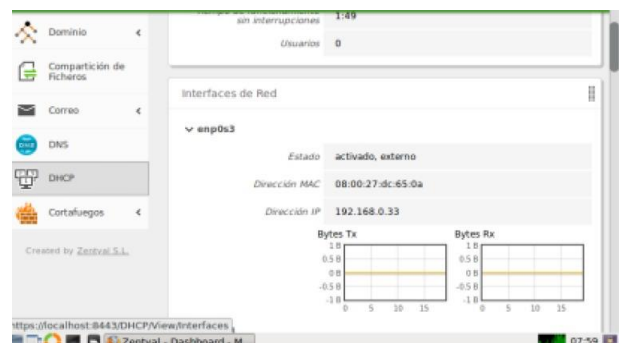 sin interrupciones
1:49
Usuarios 0
Dominio
Compartición de
Ficheros
Correo
DNS
DHCP
Cortafuegos
Created by Zentyal S.L.
Interfaces de Red
enp0s3
Estado activado, externo
Dirección MAC 08:00:27:dc:65:0a
Dirección IP 192.168.0.33
Bytes Tx
1 B
0.5 B
0 B
-0.5 B
-1 B
0 5 10 15
Bytes Rx
1 B
0.5 B
0 B
-0.5 B
-1 B
0 5 10 15
https://localhost:8443/DHCP/View/Interfaces
Zentyal - Dashboard - M
07:59